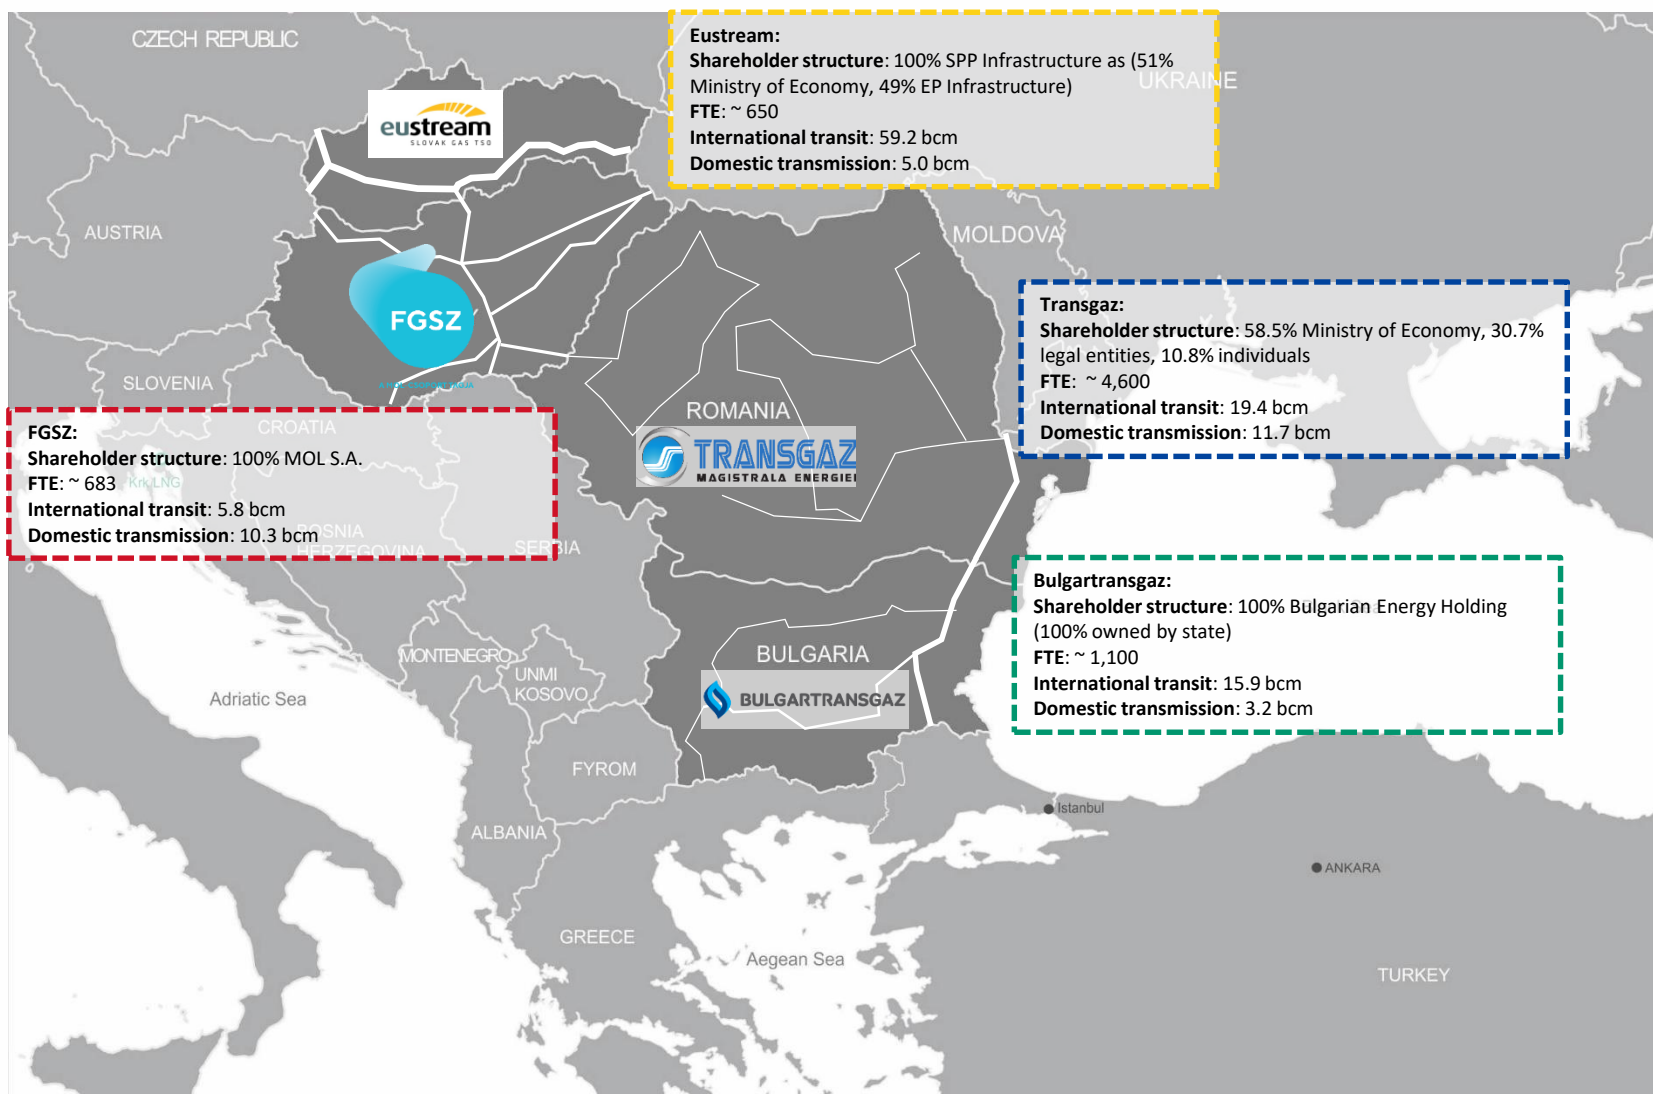 CZECH REPUBLIC
Eustream:
Shareholder structure: 100% SPP Infrastructure as (51%
Ministry of Economy, 49% EP Infrastructure)
FTE: ~ 650
International transit: 59.2 bcm
Domestic transmission: 5.0 bcm
UKRAINE
eustream
SLOVAK GAS TSO
AUSTRIA
MOLDOVA
FGSZ
Transgaz:
Shareholder structure: 58.5% Ministry of Economy, 30.7%
legal entities, 10.8% individuals
FTE: ~ 4,600
International transit: 19.4 bcm
Domestic transmission: 11.7 bcm
SLOVENIA
CROATIA
ROMANIA
TRANSGAZ
MAGISTRALA ENERGIEI
FGSZ:
Shareholder structure: 100% MOL S.A.
FTE: ~ 683
Krk LNG
International transit: 5.8 bcm
Domestic transmission: 10.3 bcm
BOSNIA
HERZEGOVINA
SERBIA
Bulgartransgaz:
Shareholder structure: 100% Bulgarian Energy Holding
(100% owned by state)
FTE: ~ 1,100
International transit: 15.9 bcm
Domestic transmission: 3.2 bcm
BULGARIA
BULGARTRANSGAZ
MONTENEGRO
UNMI
KOSOVO
Adriatic Sea
FYROM
ALBANIA
Istanbul
ANKARA
GREECE
Aegean Sea
TURKEY